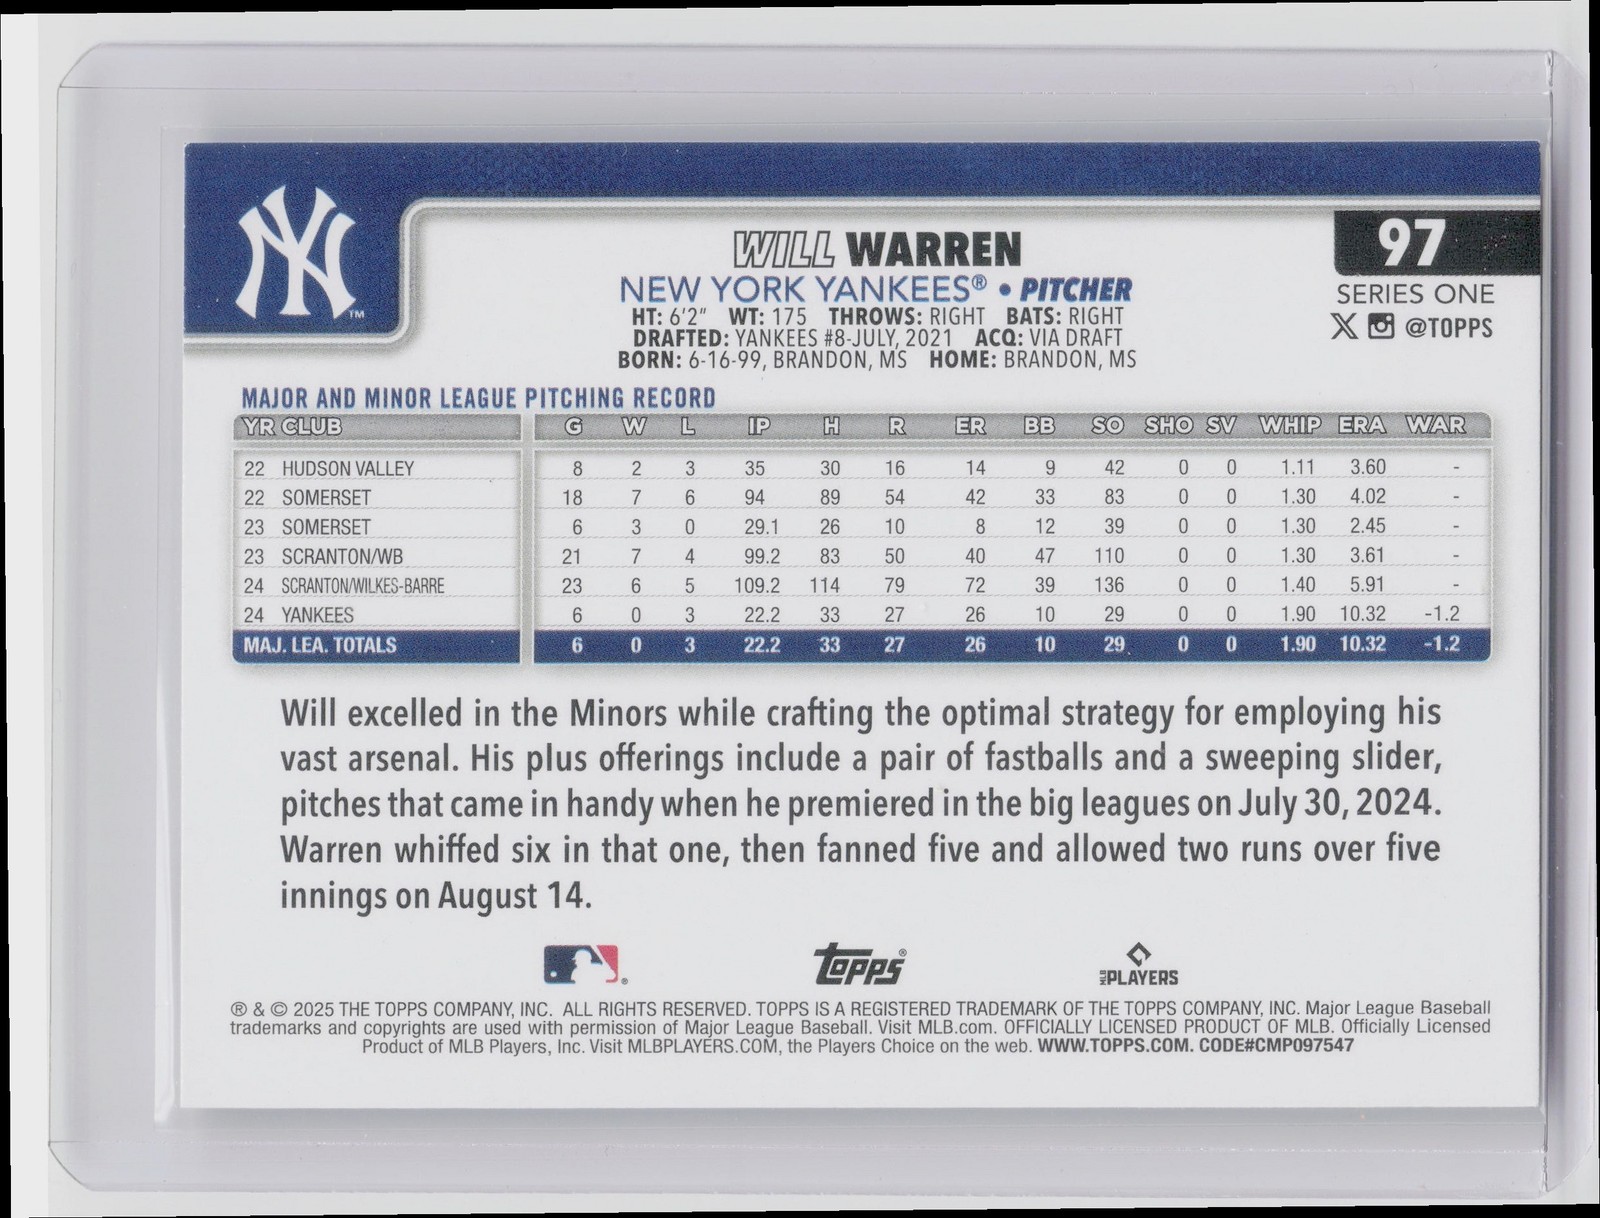 NY™
WILL WARREN
NEW YORK YANKEES® • PITCHER
HT: 6'2" WT: 175 THROWS: RIGHT BATS: RIGHT
DRAFTED: YANKEES #8-JULY, 2021 ACQ: VIA DRAFT
BORN: 6-16-99, BRANDON, MS HOME: BRANDON, MS
97
SERIES ONE
X @TOPPS
MAJOR AND MINOR LEAGUE PITCHING RECORD
YR CLUB G W L IP H R ER BB SO SHO SV WHIP ERA WAR
22 HUDSON VALLEY 8 2 3 35 30 16 14 9 42 0 0 1.11 3.60 -
22 SOMERSET 18 7 6 94 89 54 42 33 83 0 0 1.30 4.02 -
23 SOMERSET 6 3 0 29.1 26 10 8 12 39 0 0 1.30 2.45 -
23 SCRANTON/WB 21 7 4 99.2 83 50 40 47 110 0 0 1.30 3.61 -
24 SCRANTON/WILKES-BARRE 23 6 5 109.2 114 79 72 39 136 0 0 1.40 5.91 -
24 YANKEES 6 0 3 22.2 33 27 26 10 29 0 0 1.90 10.32 -1.2
MAJ. LEA. TOTALS 6 0 3 22.2 33 27 26 10 29 0 0 1.90 10.32 -1.2
Will excelled in the Minors while crafting the optimal strategy for employing his
vast arsenal. His plus offerings include a pair of fastballs and a sweeping slider,
pitches that came in handy when he premiered in the big leagues on July 30, 2024.
Warren whiffed six in that one, then fanned five and allowed two runs over five
innings on August 14.
®
Topps®
MLB PLAYERS
® & © 2025 THE TOPPS COMPANY, INC. ALL RIGHTS RESERVED. TOPPS IS A REGISTERED TRADEMARK OF THE TOPPS COMPANY, INC. Major League Baseball
trademarks and copyrights are used with permission of Major League Baseball. Visit MLB.com. OFFICIALLY LICENSED PRODUCT OF MLB. Officially Licensed
Product of MLB Players, Inc. Visit MLBPLAYERS.COM, the Players Choice on the web. WWW.TOPPS.COM. CODE#CMP097547